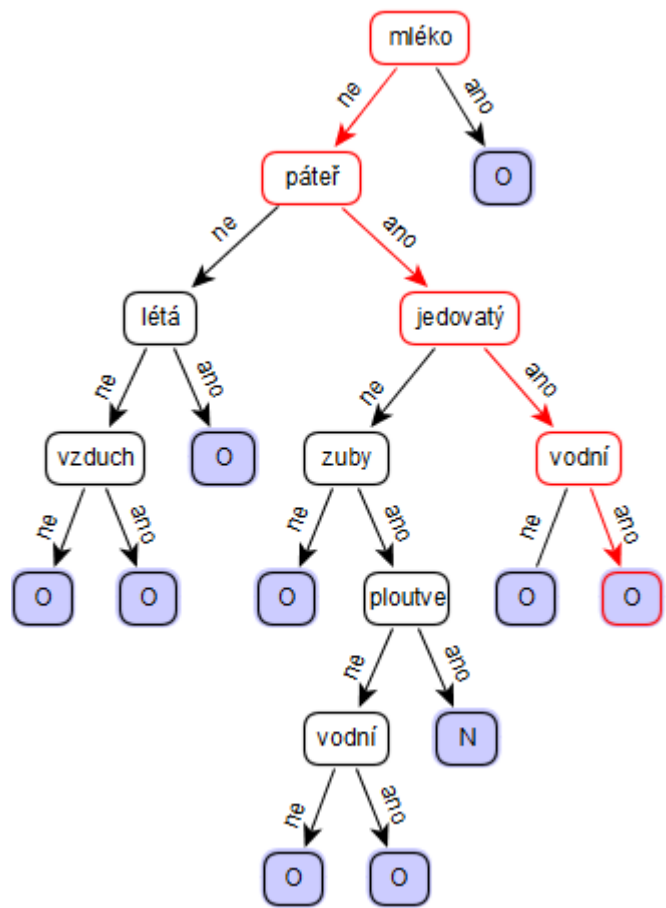 mléko
ne
ano
páteř
O
ne
ano
létá
jedovatý
ne
ano
ne
ano
vzduch
O
zuby
vodní
ne
ano
ne
ano
ne
ano
O
O
O
ploutve
O
O
ne
ano
vodní
N
ne
ano
O
O